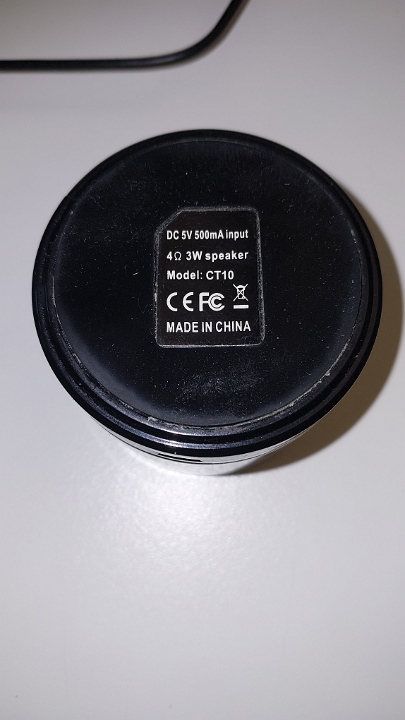 DC 5V 500mA input
4Ω 3W speaker
Model: CT10
CE FC
MADE IN CHINA